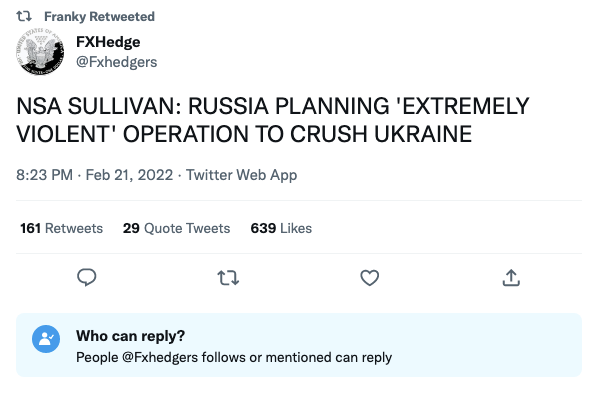 Franky Retweeted
FXHedge
@Fxhedgers
NSA SULLIVAN: RUSSIA PLANNING 'EXTREMELY
VIOLENT' OPERATION TO CRUSH UKRAINE
8:23 PM · Feb 21, 2022 · Twitter Web App
161 Retweets 29 Quote Tweets 639 Likes
Who can reply?
People @Fxhedgers follows or mentioned can reply